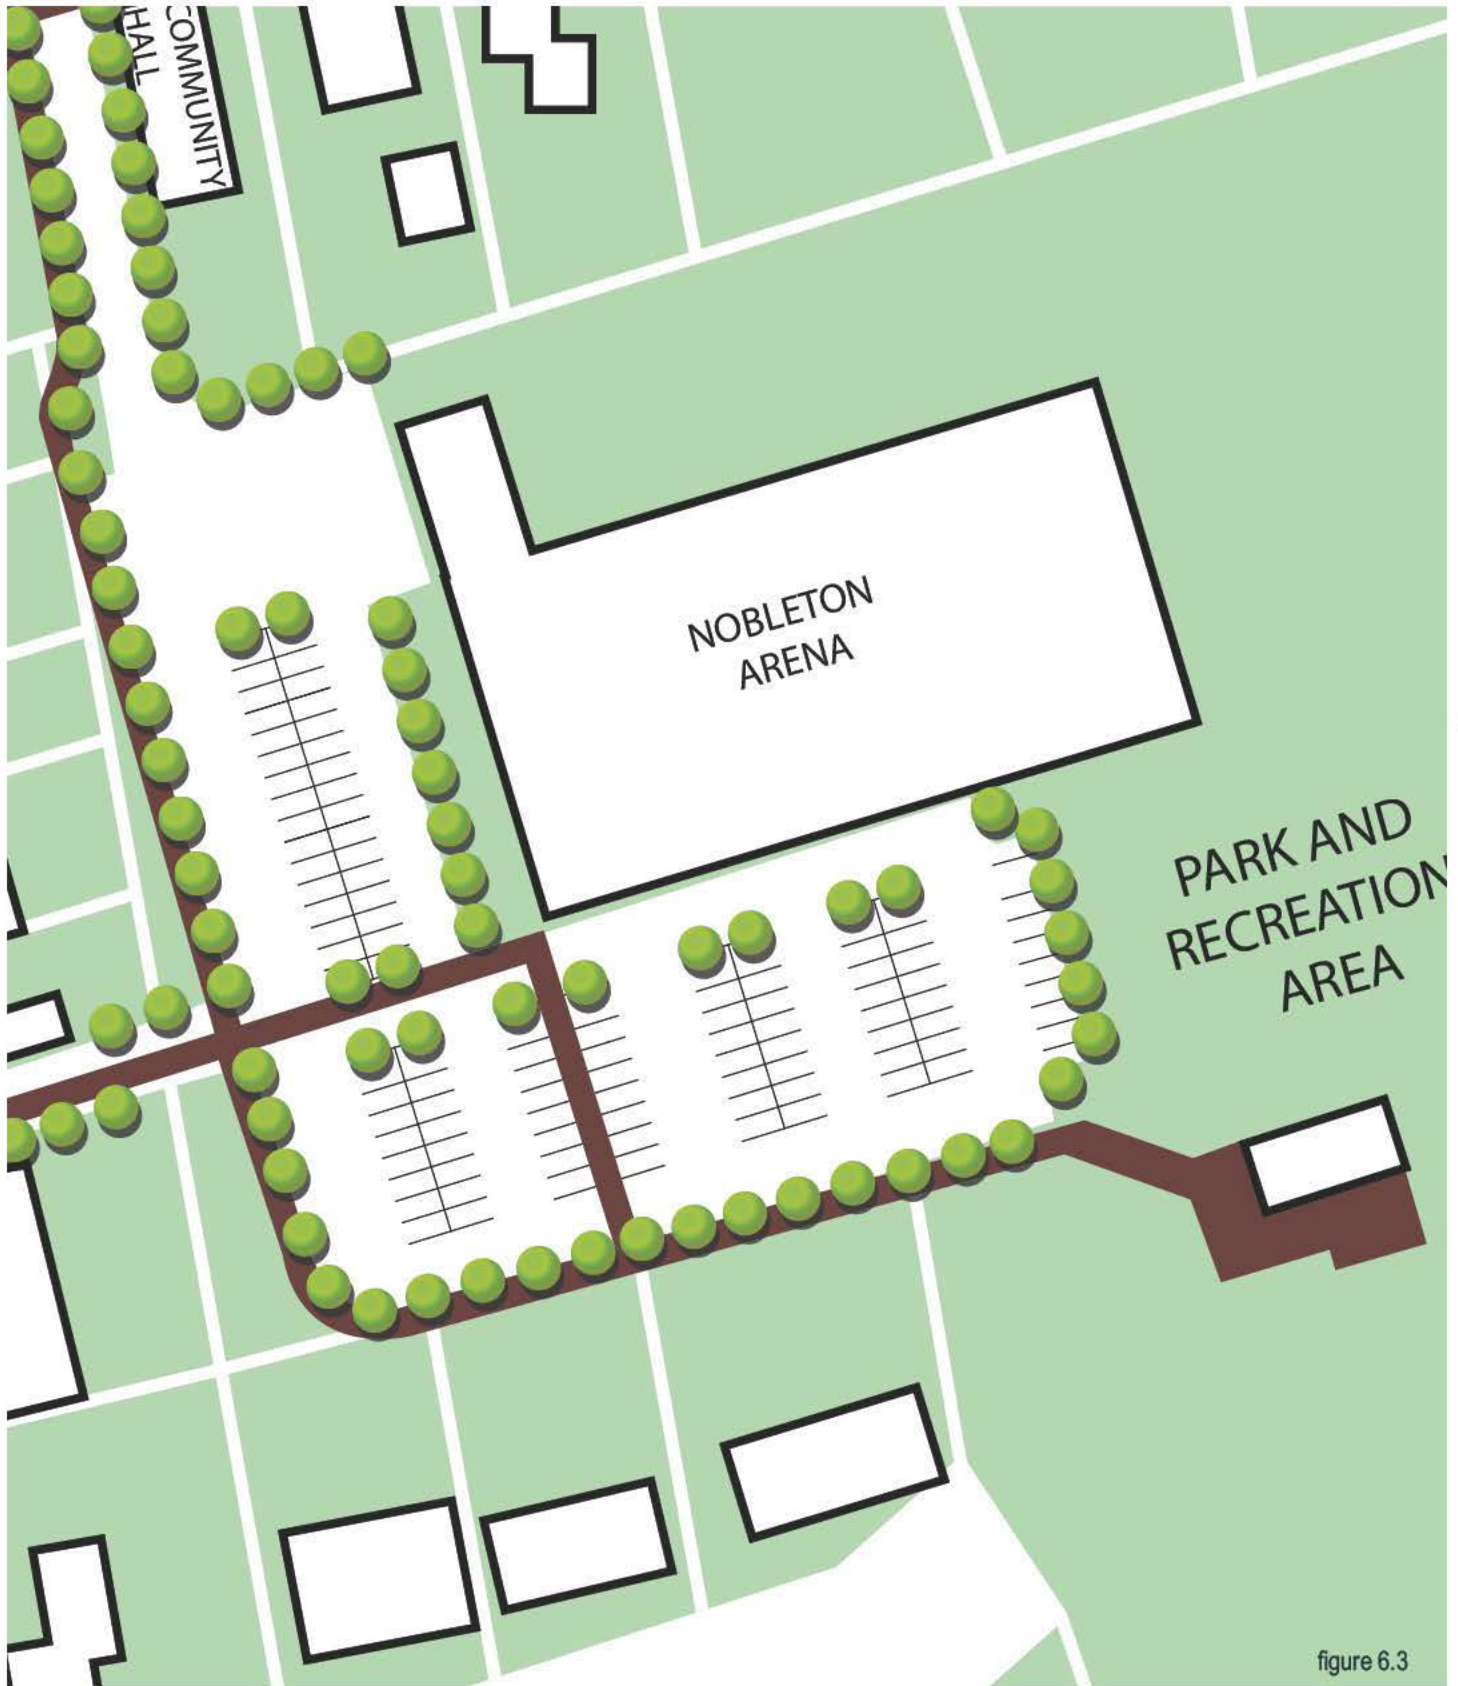 COMMUNITY
HALL
NOBLETON
ARENA
PARK AND
RECREATION
AREA
figure 6.3